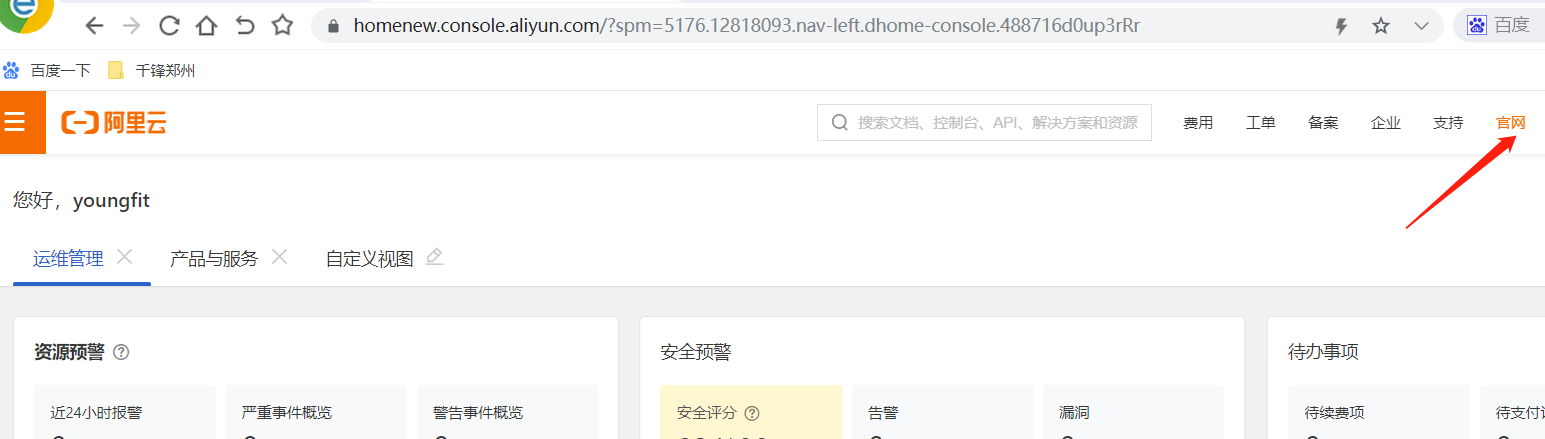 homenew.console.aliyun.com/?spm=5176.12818093.nav-left.dhome-console.488716d0up3rRr 百度
百度一下 千锋郑州
阿里云 搜索文档、控制台、API、解决方案和资源 费用 工单 备案 企业 支持 官网
您好，youngfit
运维管理 产品与服务 自定义视图
资源预警 安全预警 待办事项
近24小时报警 严重事件概览 警告事件概览 安全评分 告警 漏洞 待续费项 待支付